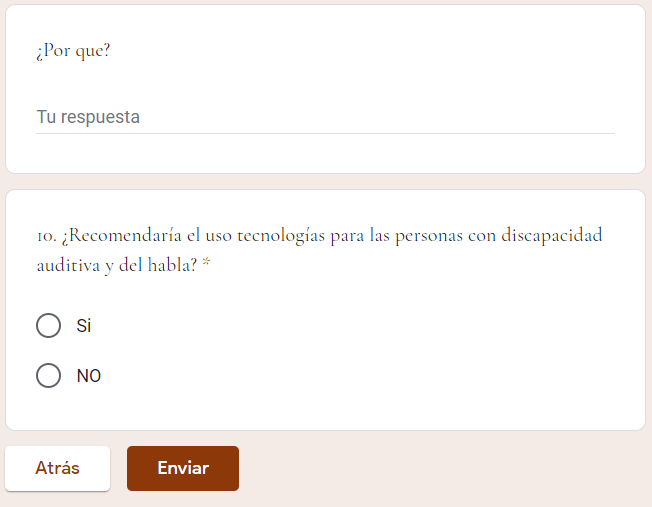 ¿Por que?
Tu respuesta
10. ¿Recomendaría el uso tecnologías para las personas con discapacidad
auditiva y del habla? *
Si
NO
Atrás
Enviar